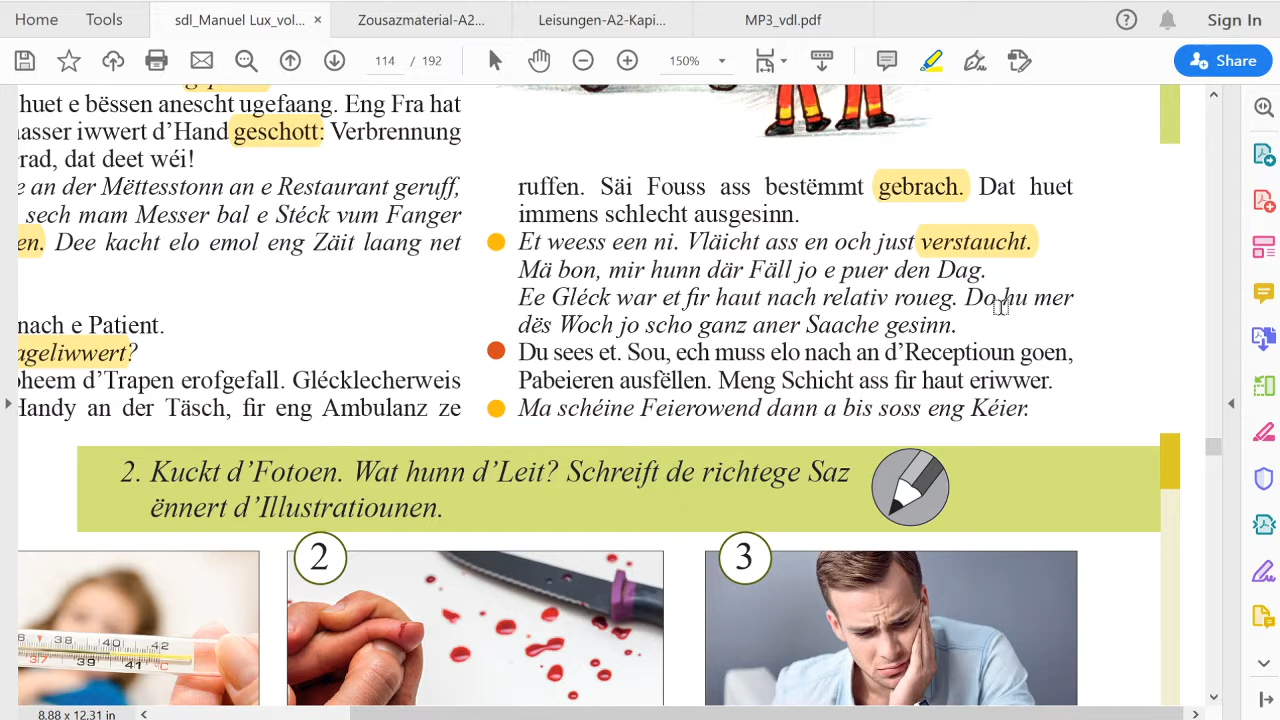 Home Tools sdl_Manuel Lux_vol... × Zousazmaterial-A2... Leisungen-A2-Kapi... MP3_vdl.pdf Sign In
114 / 192 150% Share
huet e bëssen anescht ugefaang. Eng Fra hat
asser iwwert d'Hand geschott: Verbrennung
rad, dat deet wéi!
e an der Mëttesstonn an e Restaurant geruff,
sech mam Messer bal e Stéck vum Fanger
en. Dee kacht elo emol eng Zäit laang net
nach e Patient.
ageliwwert?
heem d'Trapen erofgefall. Glécklecherweis
Handy an der Täsch, fir eng Ambulanz ze
ruffen. Säi Fouss ass bestëmmt gebrach. Dat huet
immens schlecht ausgesinn.
Et weess een ni. Vläicht ass en och just verstaucht.
Mä bon, mir hunn där Fäll jo e puer den Dag.
Ee Gléck war et fir haut nach relativ roueg. Do hu mer
dës Woch jo scho ganz aner Saache gesinn.
Du sees et. Sou, ech muss elo nach an d'Receptioun goen,
Pabeieren ausfëllen. Meng Schicht ass fir haut eriwwer.
Ma schéine Feierowend dann a bis soss eng Kéier.
2. Kuckt d'Fotoen. Wat hunn d'Leit? Schreift de richtege Saz
ënnert d'Illustratiounen.
2
3
38 40 42
37 39 41 °C
8.88 x 12.31 in